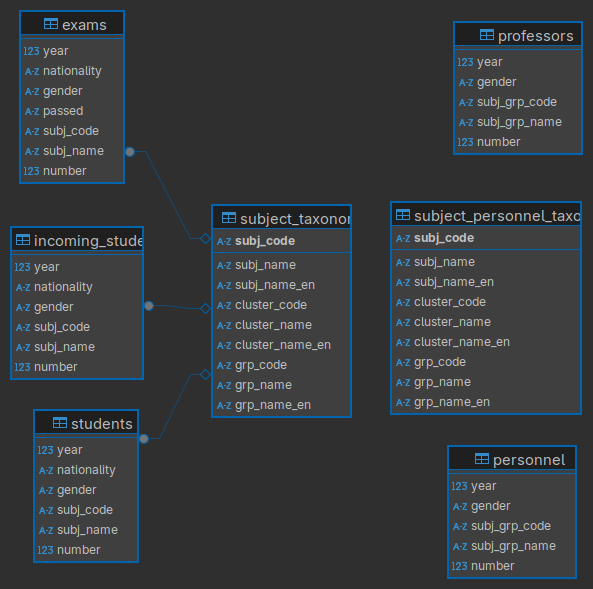 exams
123 year
A-Z nationality
A-Z gender
A-Z passed
A-Z subj_code
A-Z subj_name
123 number
professors
123 year
A-Z gender
A-Z subj_grp_code
A-Z subj_grp_name
123 number
subject_taxonor
A-Z subj_code
A-Z subj_name
A-Z subj_name_en
A-Z cluster_code
A-Z cluster_name
A-Z cluster_name_en
A-Z grp_code
A-Z grp_name
A-Z grp_name_en
subject_personnel_taxo
A-Z subj_code
A-Z subj_name
A-Z subj_name_en
A-Z cluster_code
A-Z cluster_name
A-Z cluster_name_en
A-Z grp_code
A-Z grp_name
A-Z grp_name_en
incoming_stude
123 year
A-Z nationality
A-Z gender
A-Z subj_code
A-Z subj_name
123 number
students
123 year
A-Z nationality
A-Z gender
A-Z subj_code
A-Z subj_name
123 number
personnel
123 year
A-Z gender
A-Z subj_grp_code
A-Z subj_grp_name
123 number